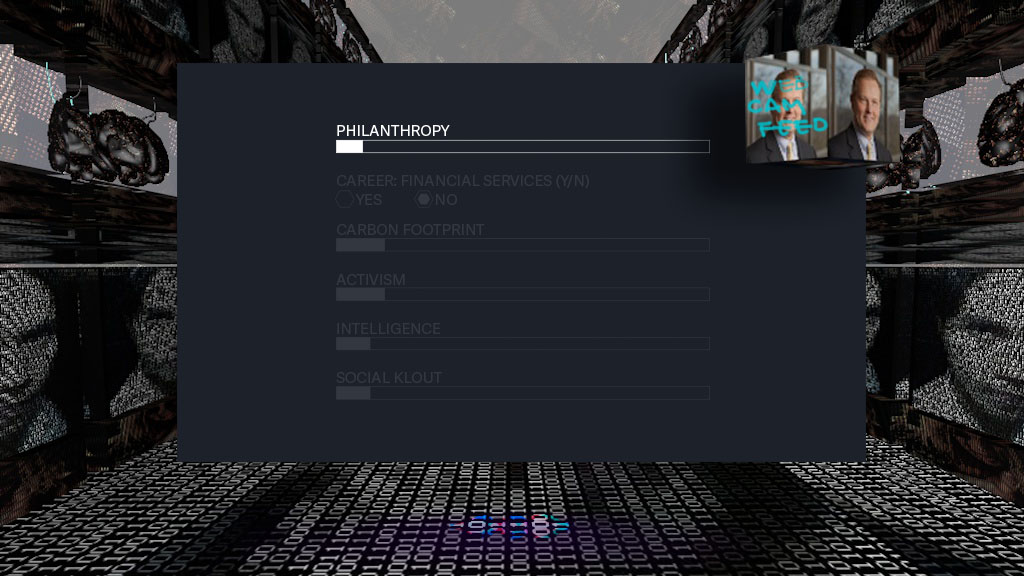 WEB
CAM
FEED
PHILANTHROPY
CAREER: FINANCIAL SERVICES (Y/N)
YES NO
CARBON FOOTPRINT
ACTIVISM
INTELLIGENCE
SOCIAL KLOUT